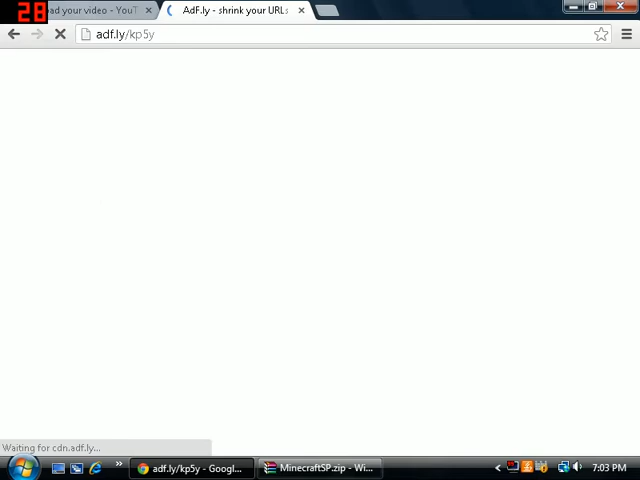 28
oad your video - YouT
AdF.ly - shrink your URLs
adf.ly/kp5y
Waiting for cdn.adf.ly...
adf.ly/kp5y - Googl...
MinecraftSP.zip - Wi...
7:03 PM